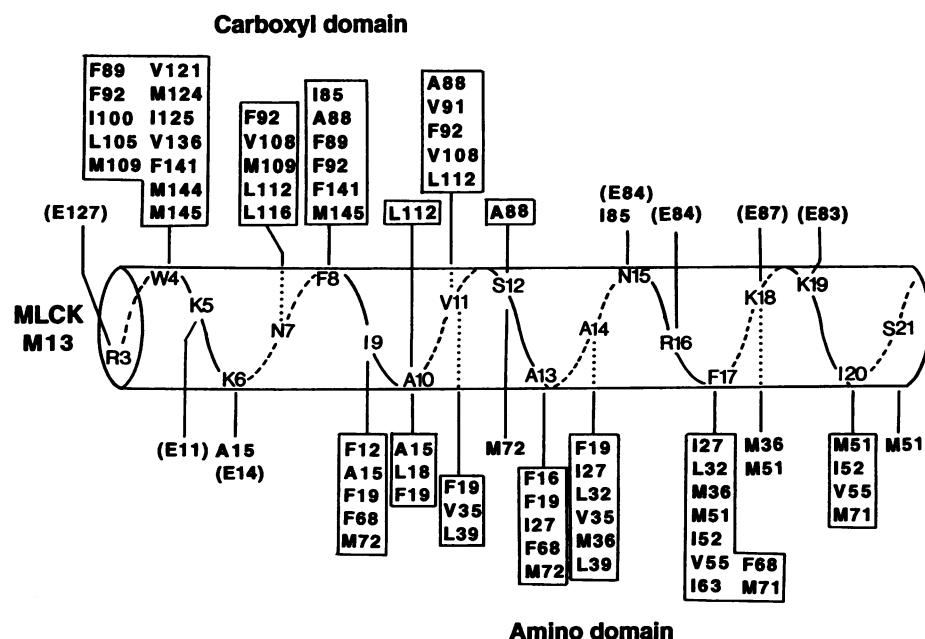 Carboxyl domain
F89 V121
F92 M124
I100 I125
L105 V136
M109 F141
M144
M145
F92
V108
M109
L112
L116
I85
A88
F89
F92
F141
M145
A88
V91
F92
V108
L112
(E127)
L112
A88
(E84)
I85
(E84)
(E87)
(E83)
MLCK
M13
R3
W4
K5
K6
N7
F8
I9
A10
V11
S12
A13
A14
N15
R16
F17
K18
K19
I20
S21
(E11)
A15
(E14)
F12
A15
F19
F68
M72
A15
L18
F19
F19
V35
L39
M72
F16
F19
I27
F68
M72
F19
I27
L32
V35
M36
L39
I27
L32
M36
M51
I52
V55 F68
I63 M71
M36
M51
M51
I52
V55
M71
M51
Amino domain